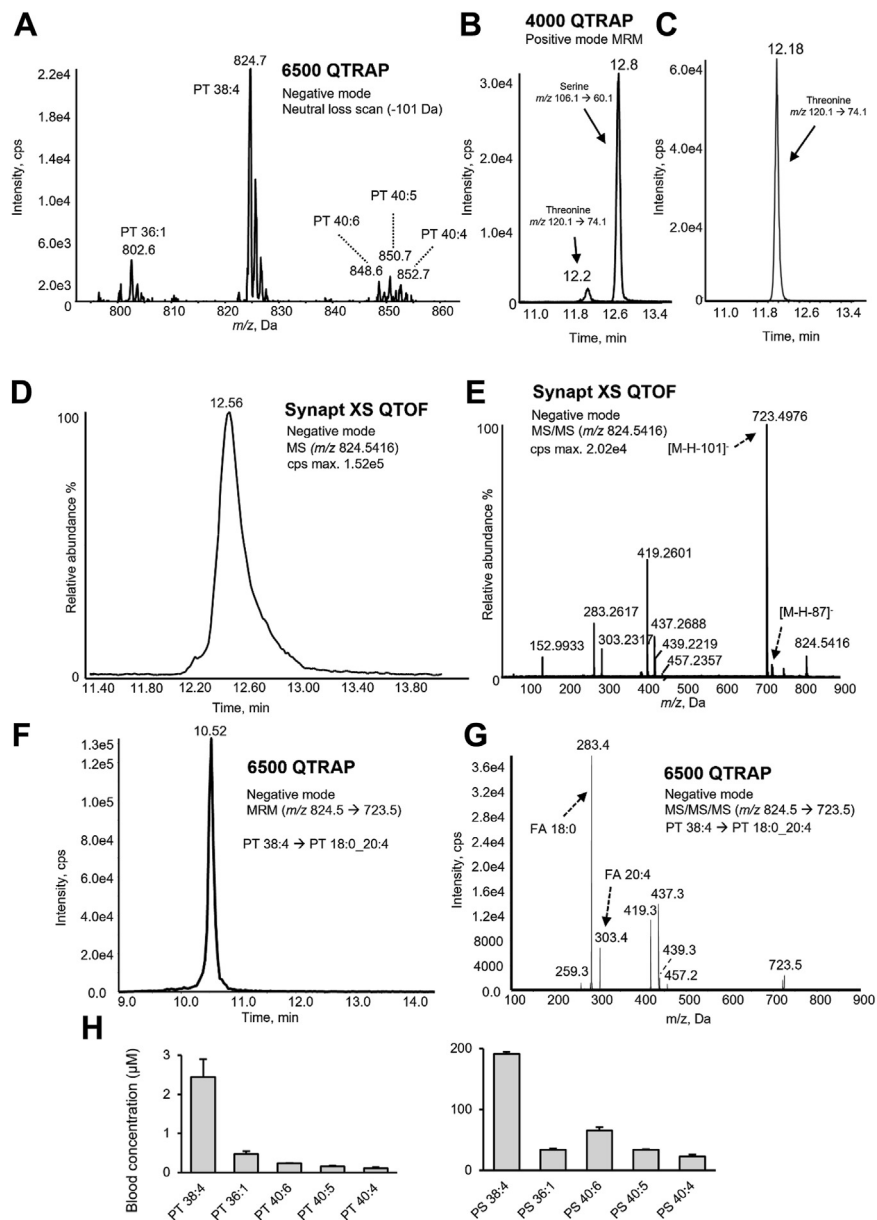 A
6500 QTRAP
Negative mode
Neutral loss scan (-101 Da)
824.7
PT 38:4
PT 36:1
802.6
PT 40:6
PT 40:5
PT 40:4
848.6
850.7
852.7
Intensity, cps
2.2e4
1.8e4
1.4e4
1.0e4
6.0e3
2.0e3
800
820
830
840
860
m/z, Da
B
4000 QTRAP
Positive mode MRM
12.8
Serine
m/z 106.1 → 60.1
Threonine
m/z 120.1 → 74.1
12.2
Intensity, cps
3.0e4
2.0e4
1.0e4
0
11.0
11.8
12.6
13.4
Time, min
C
12.18
Threonine
m/z 120.1 → 74.1
Intensity, cps
6.0e4
4.0e4
2.0e4
0
11.0
11.8
12.6
13.4
Time, min
D
12.56
Synapt XS QTOF
Negative mode
MS (m/z 824.5416)
cps max. 1.52e5
Relative abundance %
100
0
11.40
11.80
12.20
12.60
13.00
13.40
13.80
Time, min
E
Synapt XS QTOF
Negative mode
MS/MS (m/z 824.5416)
cps max. 2.02e4
723.4976
[M-H-101]-
419.2601
283.2617
303.2317
437.2688
439.2219
457.2357
152.9933
[M-H-87]-
824.5416
Relative abundance %
100
0
100
200
300
400
500
600
700
800
900
m/z, Da
F
10.52
6500 QTRAP
Negative mode
MRM (m/z 824.5 → 723.5)
PT 38:4 → PT 18:0_20:4
Intensity, cps
1.3e5
1.2e5
1.0e5
8.0e4
6.0e4
4.0e4
2.0e4
0.0
9.0
10.0
11.0
12.0
13.0
14.0
Time, min
G
283.4
6500 QTRAP
Negative mode
MS/MS/MS (m/z 824.5 → 723.5)
PT 38:4 → PT 18:0_20:4
FA 18:0
FA 20:4
437.3
419.3
303.4
439.3
457.2
259.3
723.5
Intensity, cps
3.6e4
3.2e4
2.8e4
2.4e4
2.0e4
1.6e4
1.2e4
8000
4000
0.0
100
200
300
400
500
600
700
800
900
m/z, Da
H
Blood concentration (µM)
3
2
1
0
PT 38:4
PT 36:1
PT 40:6
PT 40:5
PT 40:4
200
100
0
PS 38:4
PS 36:1
PS 40:6
PS 40:5
PS 40:4